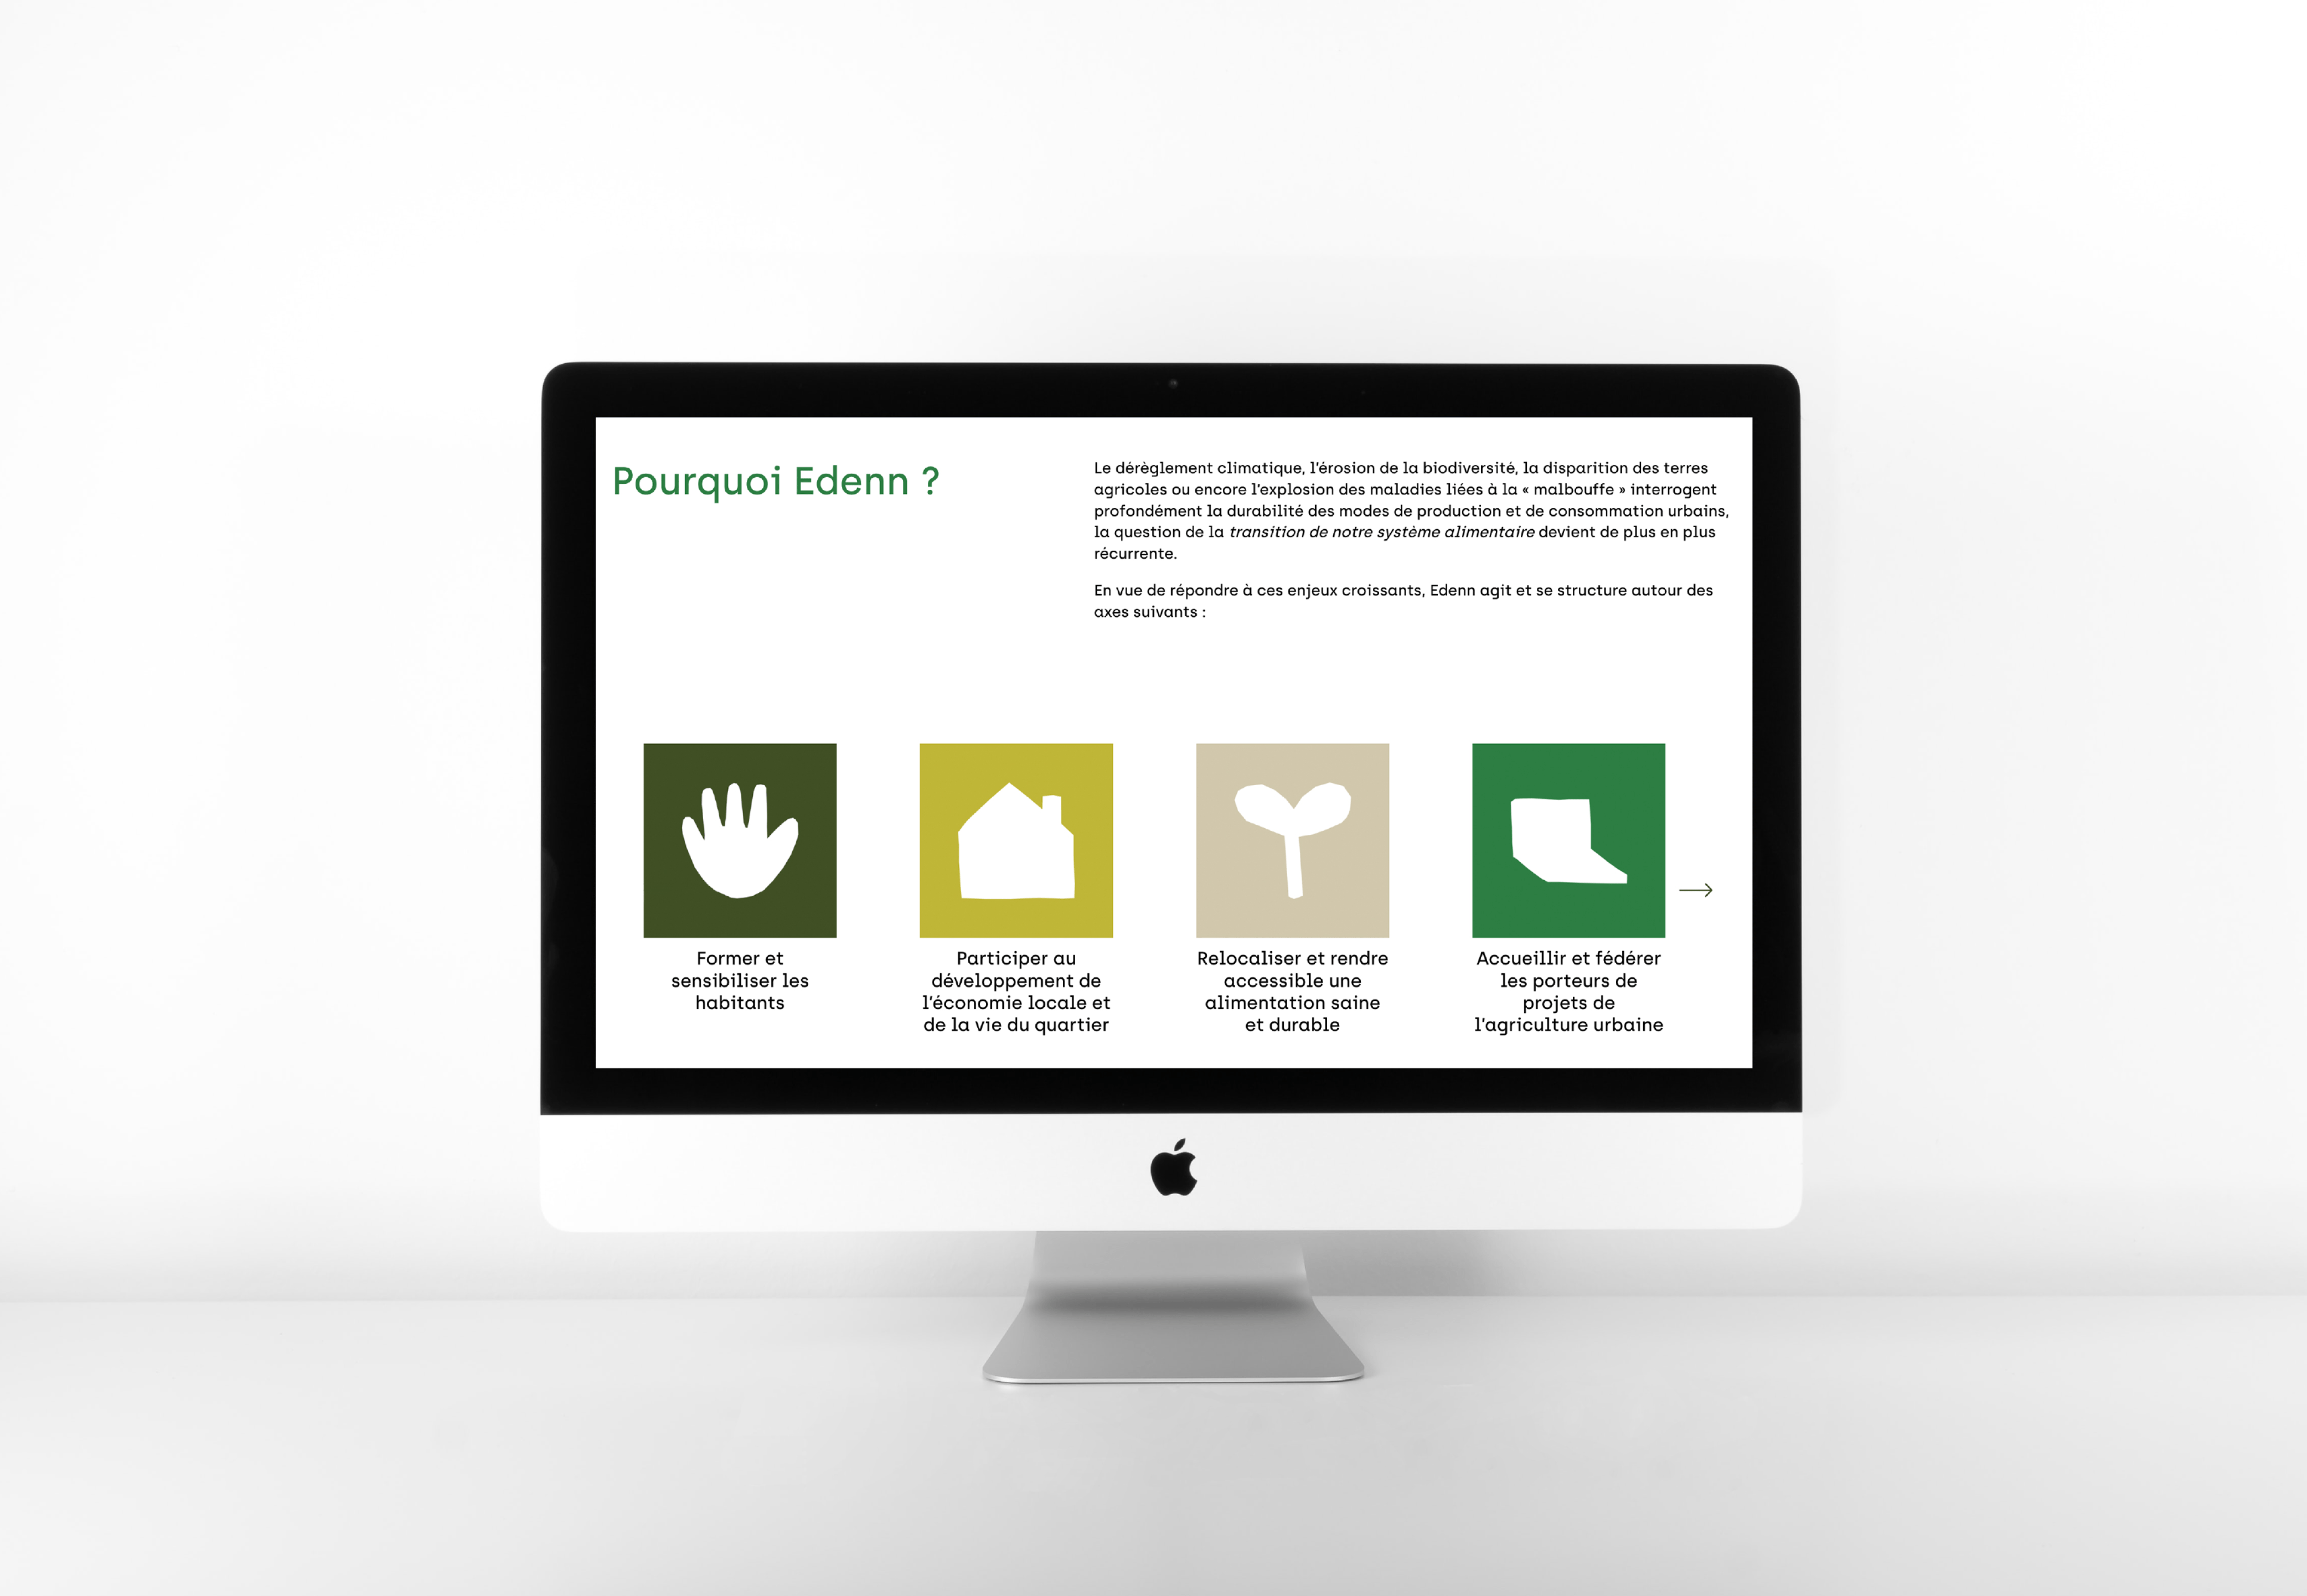 Pourquoi Edenn ?
Le dérèglement climatique, l'érosion de la biodiversité, la disparition des terres
agricoles ou encore l'explosion des maladies liées à la « malbouffe » interrogent
profondément la durabilité des modes de production et de consommation urbains,
la question de la transition de notre système alimentaire devient de plus en plus
récurrente.
En vue de répondre à ces enjeux croissants, Edenn agit et se structure autour des
axes suivants :
Former et
sensibiliser les
habitants
Participer au
développement de
l'économie locale et
de la vie du quartier
Relocaliser et rendre
accessible une
alimentation saine
et durable
Accueillir et fédérer
les porteurs de
projets de
l'agriculture urbaine